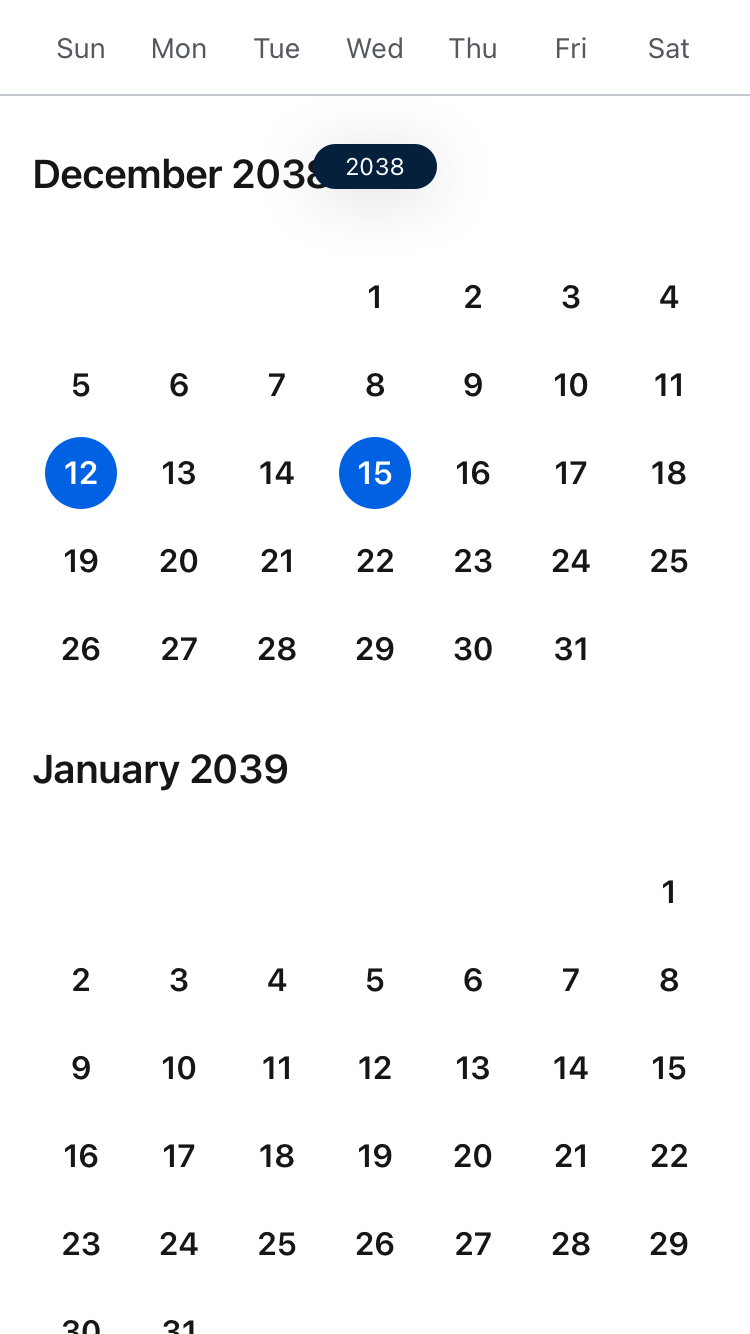 Sun Mon Tue Wed Thu Fri Sat
December 2038
2038
1 2 3 4
5 6 7 8 9 10 11
12 13 14 15 16 17 18
19 20 21 22 23 24 25
26 27 28 29 30 31
January 2039
1
2 3 4 5 6 7 8
9 10 11 12 13 14 15
16 17 18 19 20 21 22
23 24 25 26 27 28 29
30 31